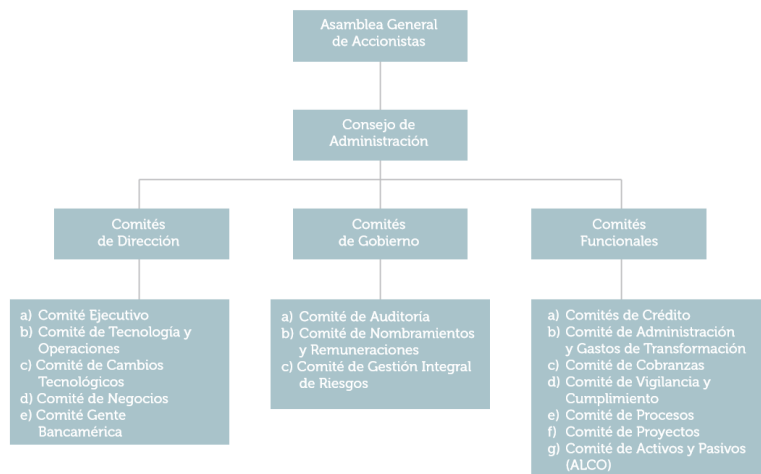 Asamblea General
de Accionistas
Consejo de
Administración
Comités
de Dirección
Comités
de Gobierno
Comités
Funcionales
a) Comité Ejecutivo
b) Comité de Tecnología y
Operaciones
c) Comité de Cambios
Tecnológicos
d) Comité de Negocios
e) Comité Gente
Bancamérica
a) Comité de Auditoría
b) Comité de Nombramientos
y Remuneraciones
c) Comité de Gestión Integral
de Riesgos
a) Comités de Crédito
b) Comité de Administración
y Gastos de Transformación
c) Comité de Cobranzas
d) Comité de Vigilancia y
Cumplimiento
e) Comité de Procesos
f) Comité de Proyectos
g) Comité de Activos y Pasivos
(ALCO)